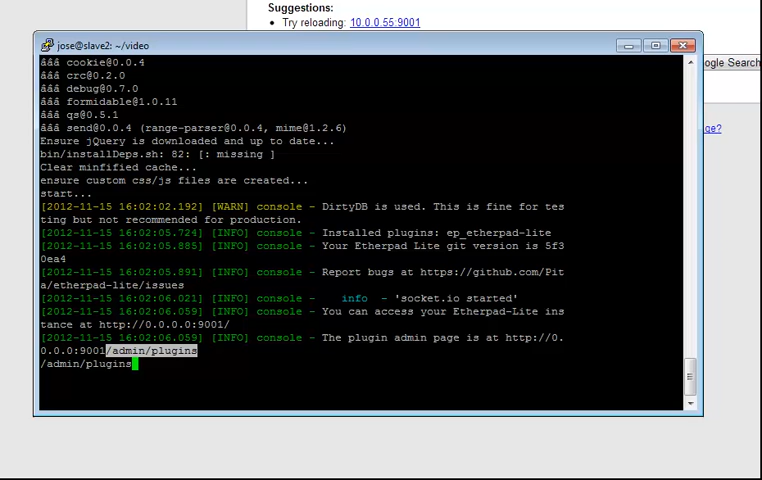 Suggestions:
• Try reloading: 10.0.0.55:9001
jose@slave2: ~/video
âââ cookie@0.0.4
ogle Search
âââ crc@0.2.0
âââ debug@0.7.0
âââ formidable@1.0.11
âââ qs@0.5.1
âââ send@0.0.4 (range-parser@0.0.4, mime@1.2.6)
ge?
Ensure jQuery is downloaded and up to date...
bin/installDeps.sh: 82: [: missing ]
Clear minfified cache...
ensure custom css/js files are created...
start...
[2012-11-15 16:02:02.192] [WARN] console - DirtyDB is used. This is fine for tes
ting but not recommended for production.
[2012-11-15 16:02:05.724] [INFO] console - Installed plugins: ep_etherpad-lite
[2012-11-15 16:02:05.885] [INFO] console - Your Etherpad Lite git version is 5f3
0ea4
[2012-11-15 16:02:05.891] [INFO] console - Report bugs at https://github.com/Pit
a/etherpad-lite/issues
[2012-11-15 16:02:06.021] [INFO] console -    info  - 'socket.io started'
[2012-11-15 16:02:06.059] [INFO] console - You can access your Etherpad-Lite ins
tance at http://0.0.0.0:9001/
[2012-11-15 16:02:06.059] [INFO] console - The plugin admin page is at http://0.
0.0.0:9001/admin/plugins
/admin/plugins